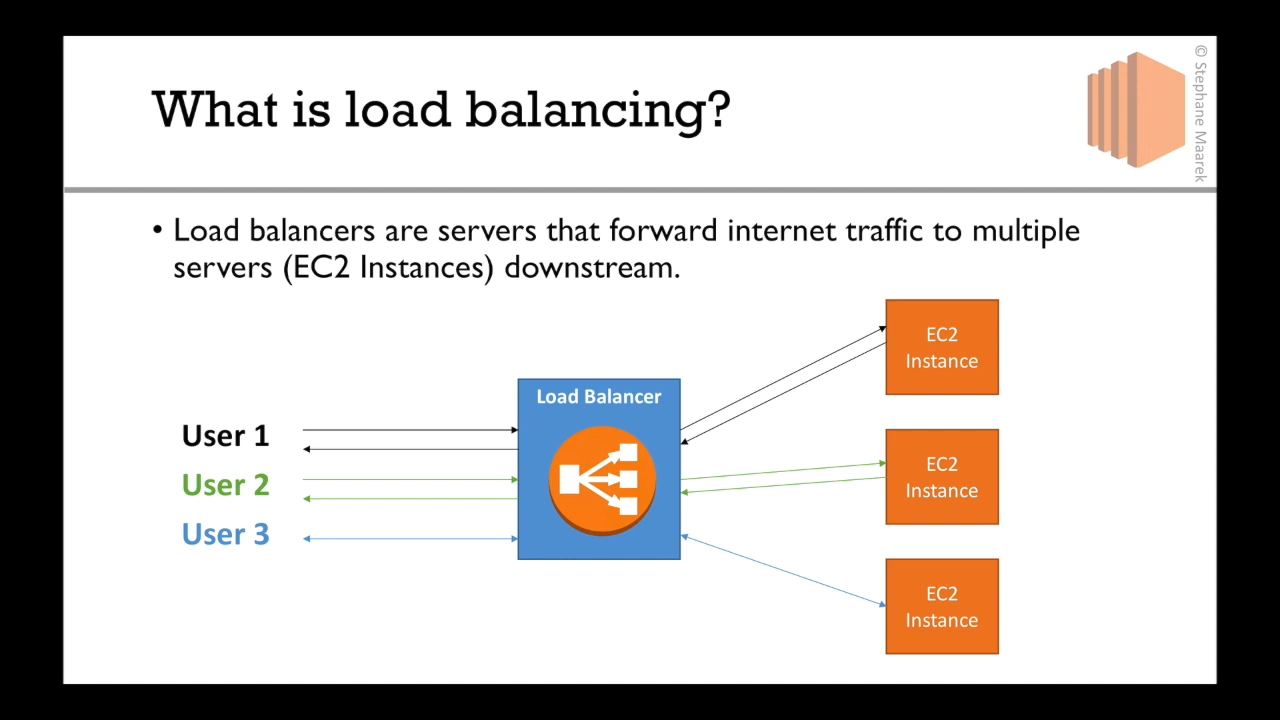 What is load balancing?
© Stephane Maarek
• Load balancers are servers that forward internet traffic to multiple
servers (EC2 Instances) downstream.
Load Balancer
User 1
User 2
User 3
EC2
Instance
EC2
Instance
EC2
Instance